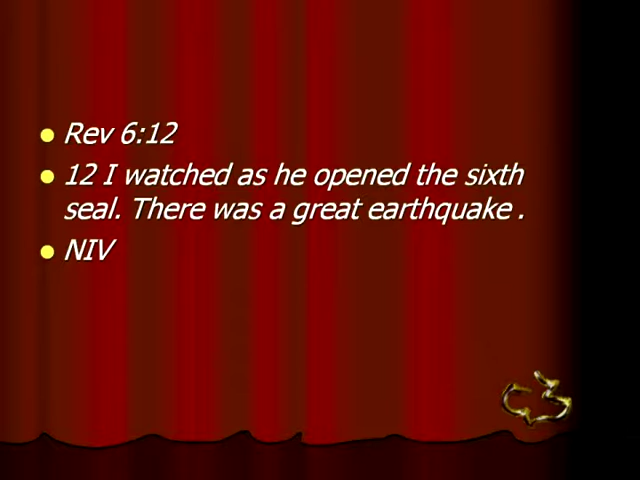 Rev 6:12
12 I watched as he opened the sixth
seal. There was a great earthquake .
NIV